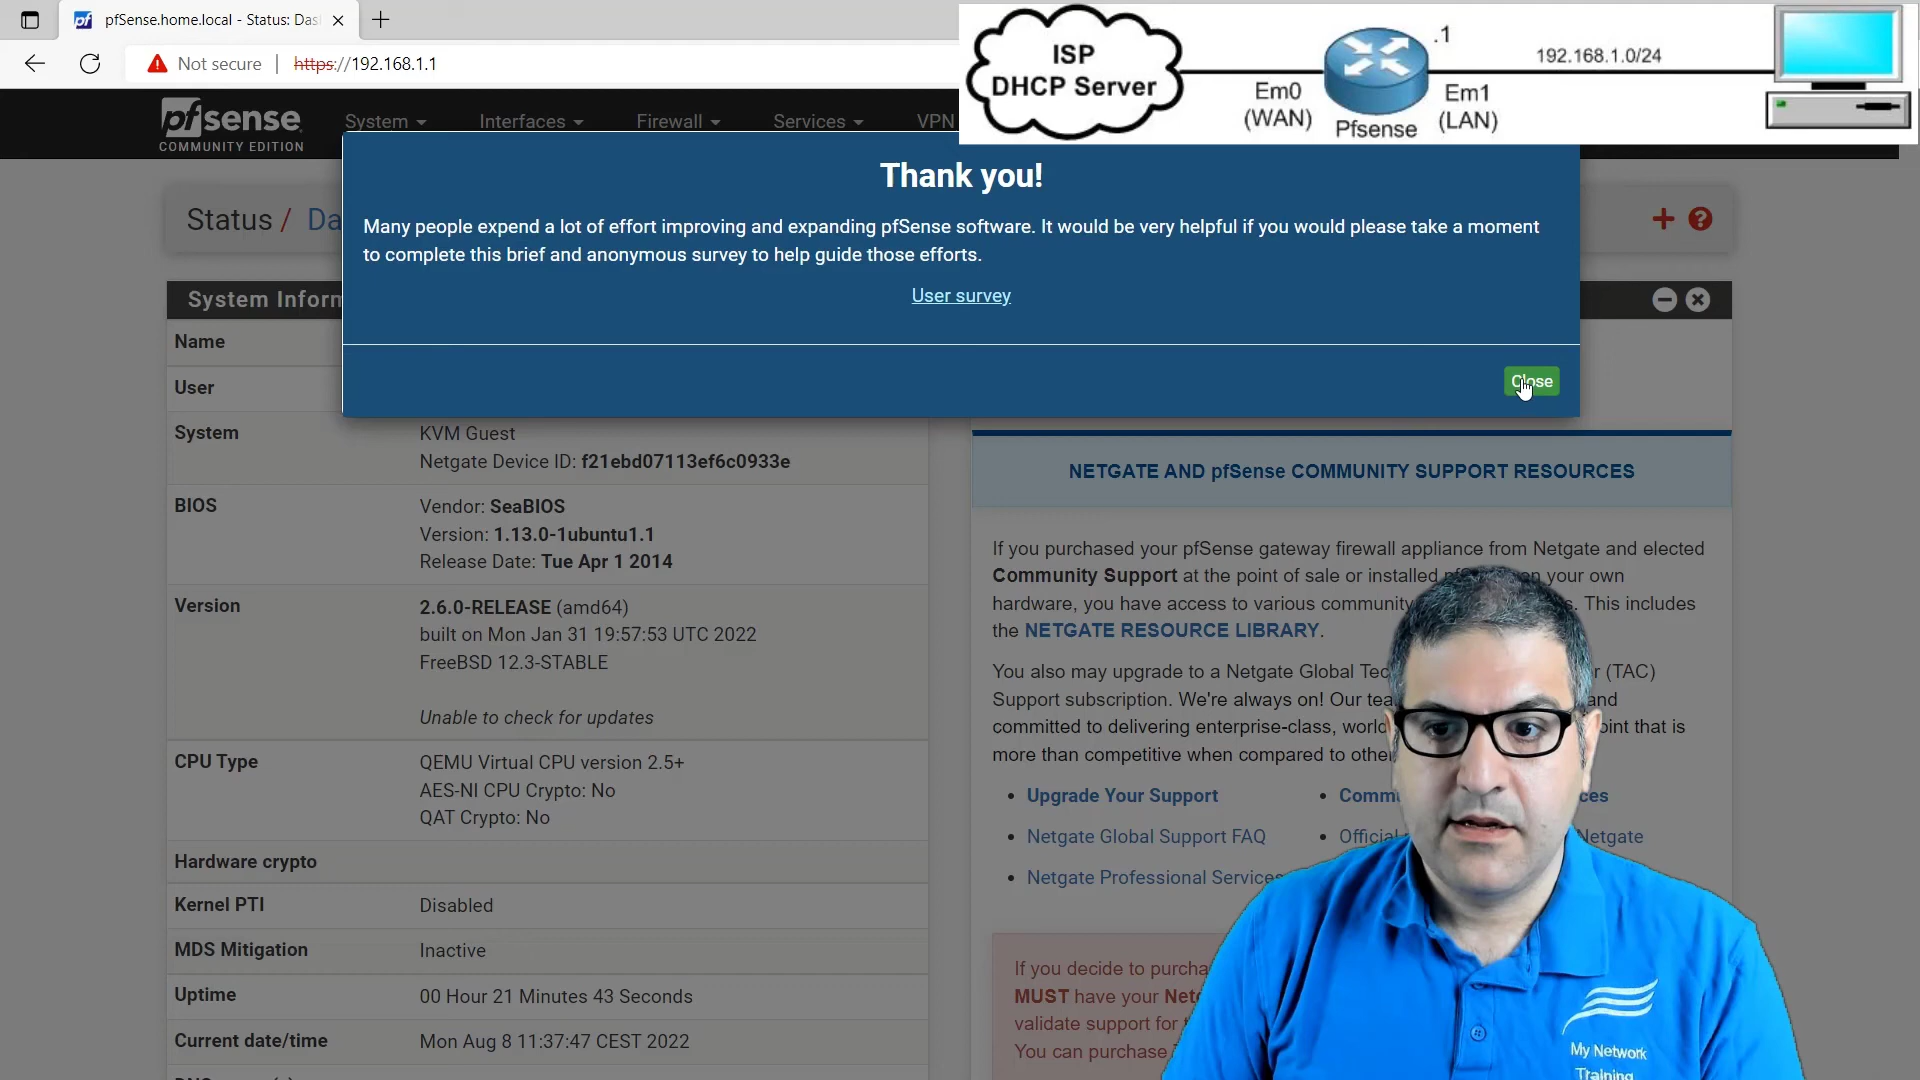 pfSense.home.local - Status: Das
Not secure
https://192.168.1.1
ISP
DHCP Server
Em0
(WAN)
Pfsense
.1
Em1
(LAN)
192.168.1.0/24
pfsense
COMMUNITY EDITION
System
Interfaces
Firewall
Services
VPN
Thank you!
Many people expend a lot of effort improving and expanding pfSense software. It would be very helpful if you would please take a moment
to complete this brief and anonymous survey to help guide those efforts.
User survey
Close
Status / Da
System Inform
Name
User
System
KVM Guest
Netgate Device ID: f21ebd07113ef6c0933e
BIOS
Vendor: SeaBIOS
Version: 1.13.0-1ubuntu1.1
Release Date: Tue Apr 1 2014
Version
2.6.0-RELEASE (amd64)
built on Mon Jan 31 19:57:53 UTC 2022
FreeBSD 12.3-STABLE
Unable to check for updates
CPU Type
QEMU Virtual CPU version 2.5+
AES-NI CPU Crypto: No
QAT Crypto: No
Hardware crypto
Kernel PTI
Disabled
MDS Mitigation
Inactive
Uptime
00 Hour 21 Minutes 43 Seconds
Current date/time
Mon Aug 8 11:37:47 CEST 2022
NETGATE AND pfSense COMMUNITY SUPPORT RESOURCES
If you purchased your pfSense gateway firewall appliance from Netgate and elected
Community Support at the point of sale or installed on your own
hardware, you have access to various community s. This includes
the NETGATE RESOURCE LIBRARY.
You also may upgrade to a Netgate Global Tec r (TAC)
Support subscription. We're always on! Our tea and
committed to delivering enterprise-class, world oint that is
more than competitive when compared to othe
Upgrade Your Support
Comm ces
Netgate Global Support FAQ
Official Netgate
Netgate Professional Services
If you decide to purcha
MUST have your Net
validate support for
You can purchase
My Network
Training